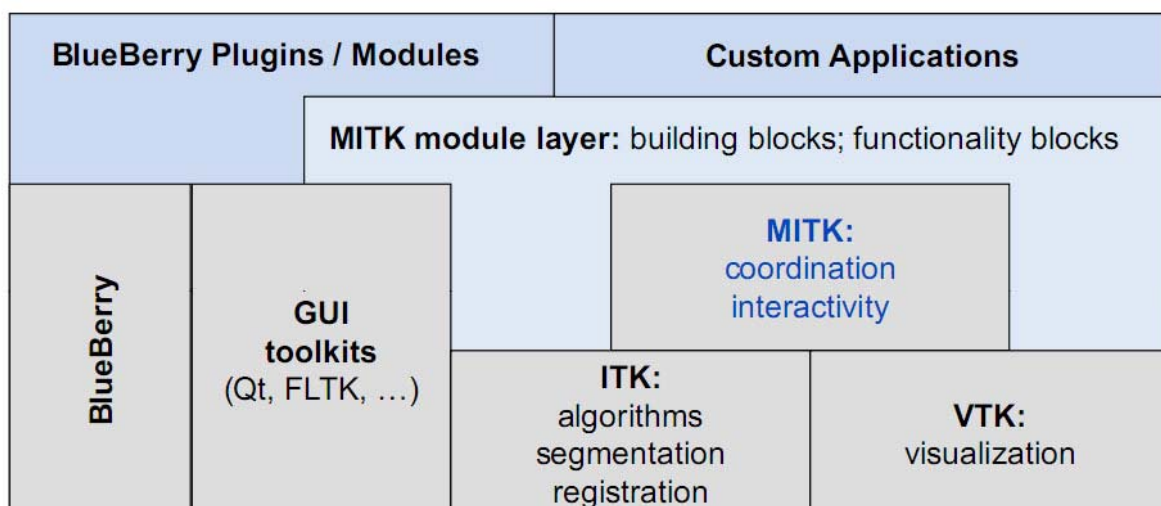 BlueBerry Plugins / Modules
Custom Applications
MITK module layer: building blocks; functionality blocks
BlueBerry
GUI
toolkits
(Qt, FLTK, …)
MITK:
coordination
interactivity
ITK:
algorithms
segmentation
registration
VTK:
visualization